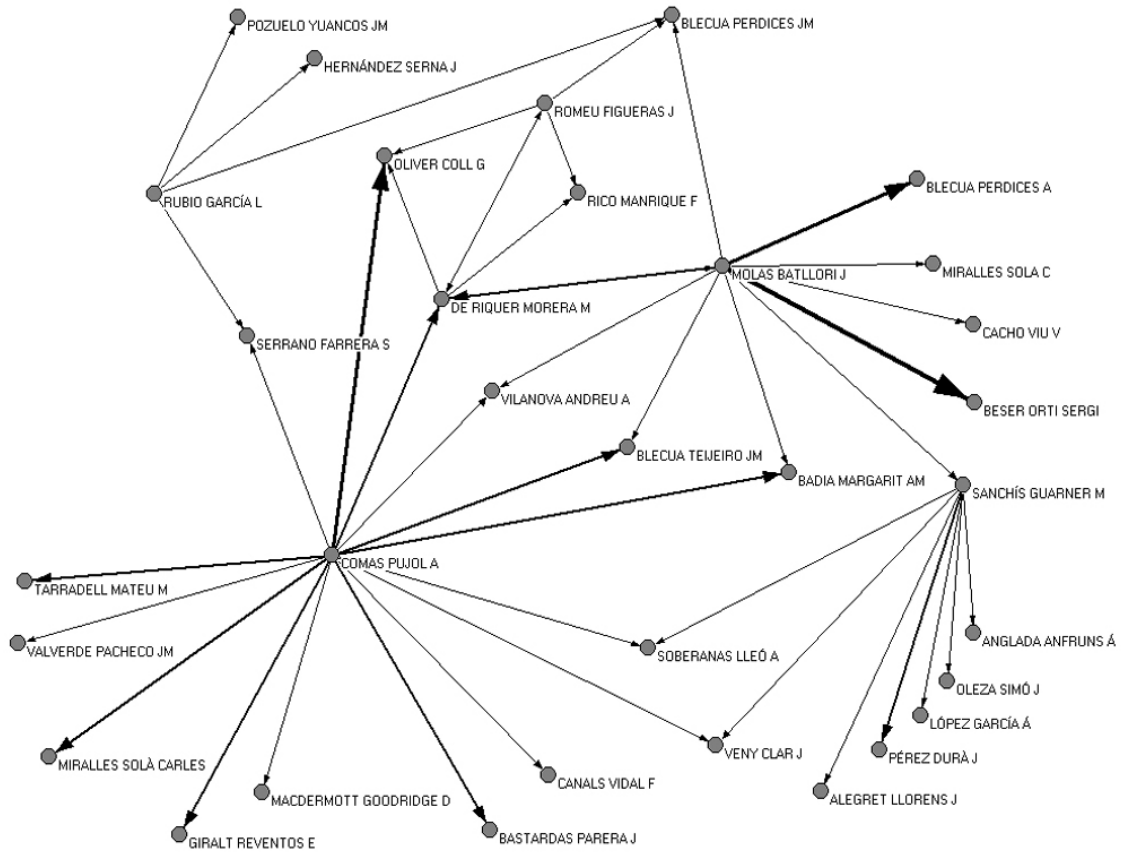 POZUELO YUANCOS JM
BLECUA PERDICES JM
HERNÁNDEZ SERNA J
ROMEU FIGUERAS J
OLIVER COLL G
BLECUA PERDICES A
RUBIO GARCÍA L
RICO MANRIQUE F
MOLAS BATLLORI J
MIRALLES SOLA C
DE RIQUER MORERA M
CACHO VIU V
SERRANO FARRERA S
VILANOVA ANDREU A
BESER ORTI SERGI
BLECUA TEIJEIRO JM
BADIA MARGARIT AM
SANCHÍS GUARNER M
COMAS PUJOL A
TARRADELL MATEU M
ANGLADA ANFRUNS Á
VALVERDE PACHECO JM
SOBERANAS LLEÓ A
OLEZA SIMÓ J
LÓPEZ GARCÍA Á
VENY CLAR J
PÉREZ DURÀ J
MIRALLES SOLÀ CARLES
CANALS VIDAL F
MACDERMOTT GOODRIDGE D
ALEGRET LLORENS J
BASTARDAS PARERA J
GIRALT REVENTOS E